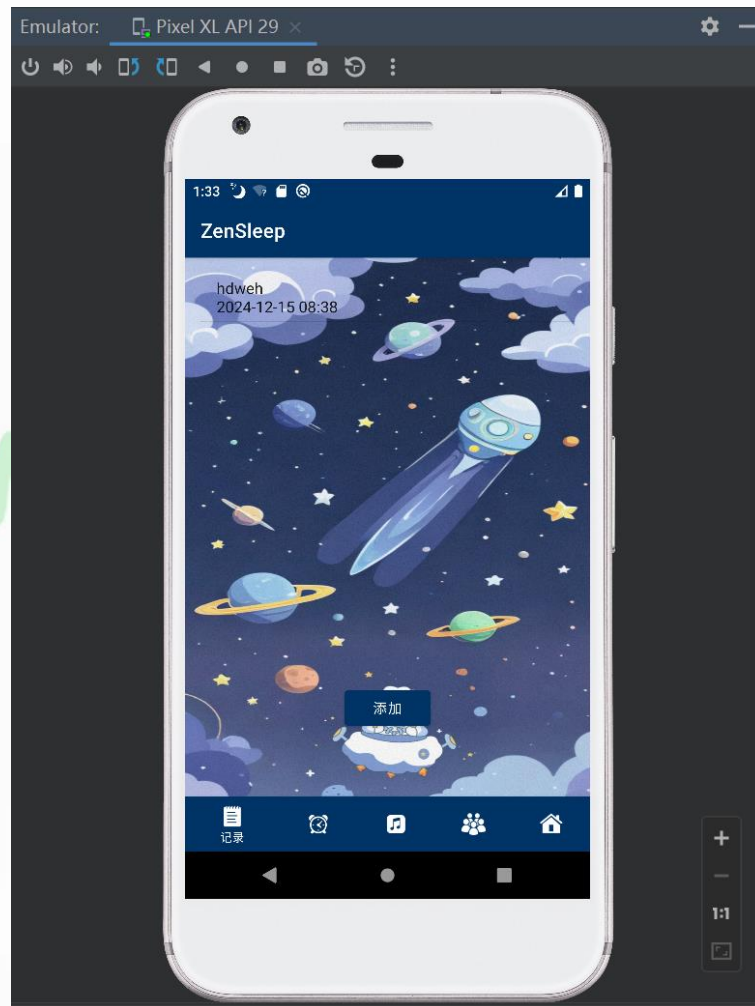 Emulator: Pixel XL API 29
1:33
ZenSleep
hdweh
2024-12-15 08:38
添加
记录
1:1